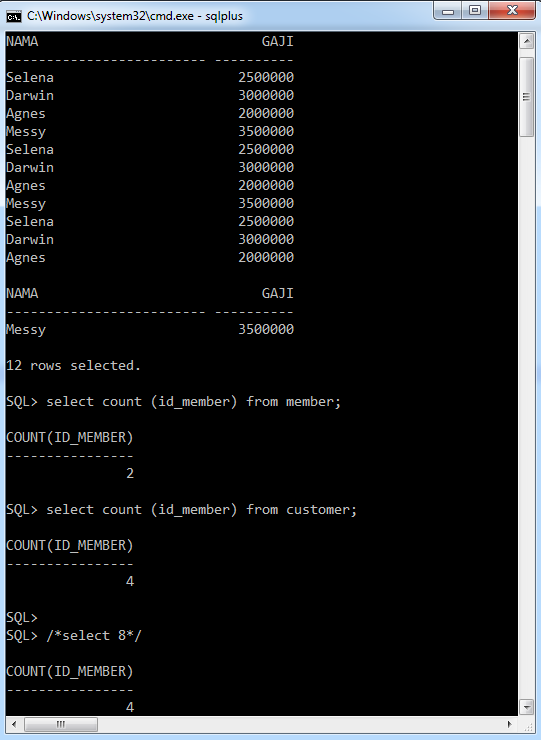 C:\Windows\system32\cmd.exe - sqlplus
NAMA                            GAJI
------------------------- ----------
Selena                       2500000
Darwin                       3000000
Agnes                        2000000
Messy                        3500000
Selena                       2500000
Darwin                       3000000
Agnes                        2000000
Messy                        3500000
Selena                       2500000
Darwin                       3000000
Agnes                        2000000
NAMA                            GAJI
------------------------- ----------
Messy                        3500000
12 rows selected.
SQL> select count (id_member) from member;
COUNT(ID_MEMBER)
----------------
               2
SQL> select count (id_member) from customer;
COUNT(ID_MEMBER)
----------------
               4
SQL>
SQL> /*select 8*/
COUNT(ID_MEMBER)
----------------
               4